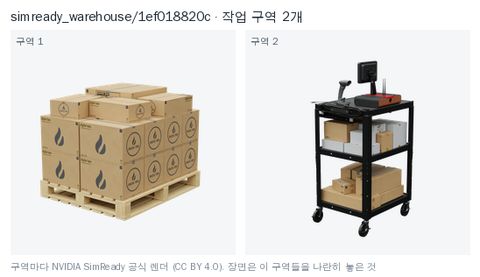 simready_warehouse/1ef018820c · 작업 구역 2개
구역 1
구역 2
구역마다 NVIDIA SimReady 공식 렌더 (CC BY 4.0). 장면은 이 구역들을 나란히 놓은 것